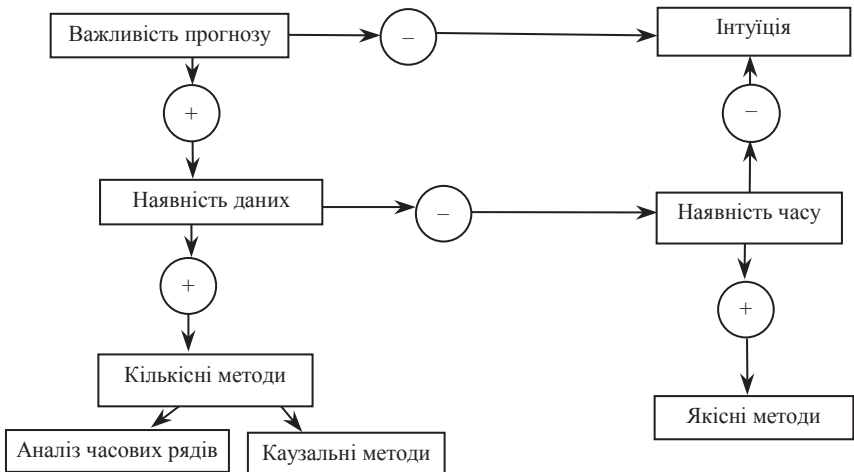 Важливість прогнозу
–
Інтуїція
+
–
Наявність даних
–
Наявність часу
+
+
Кількісні методи
Якісні методи
Аналіз часових рядів
Каузальні методи